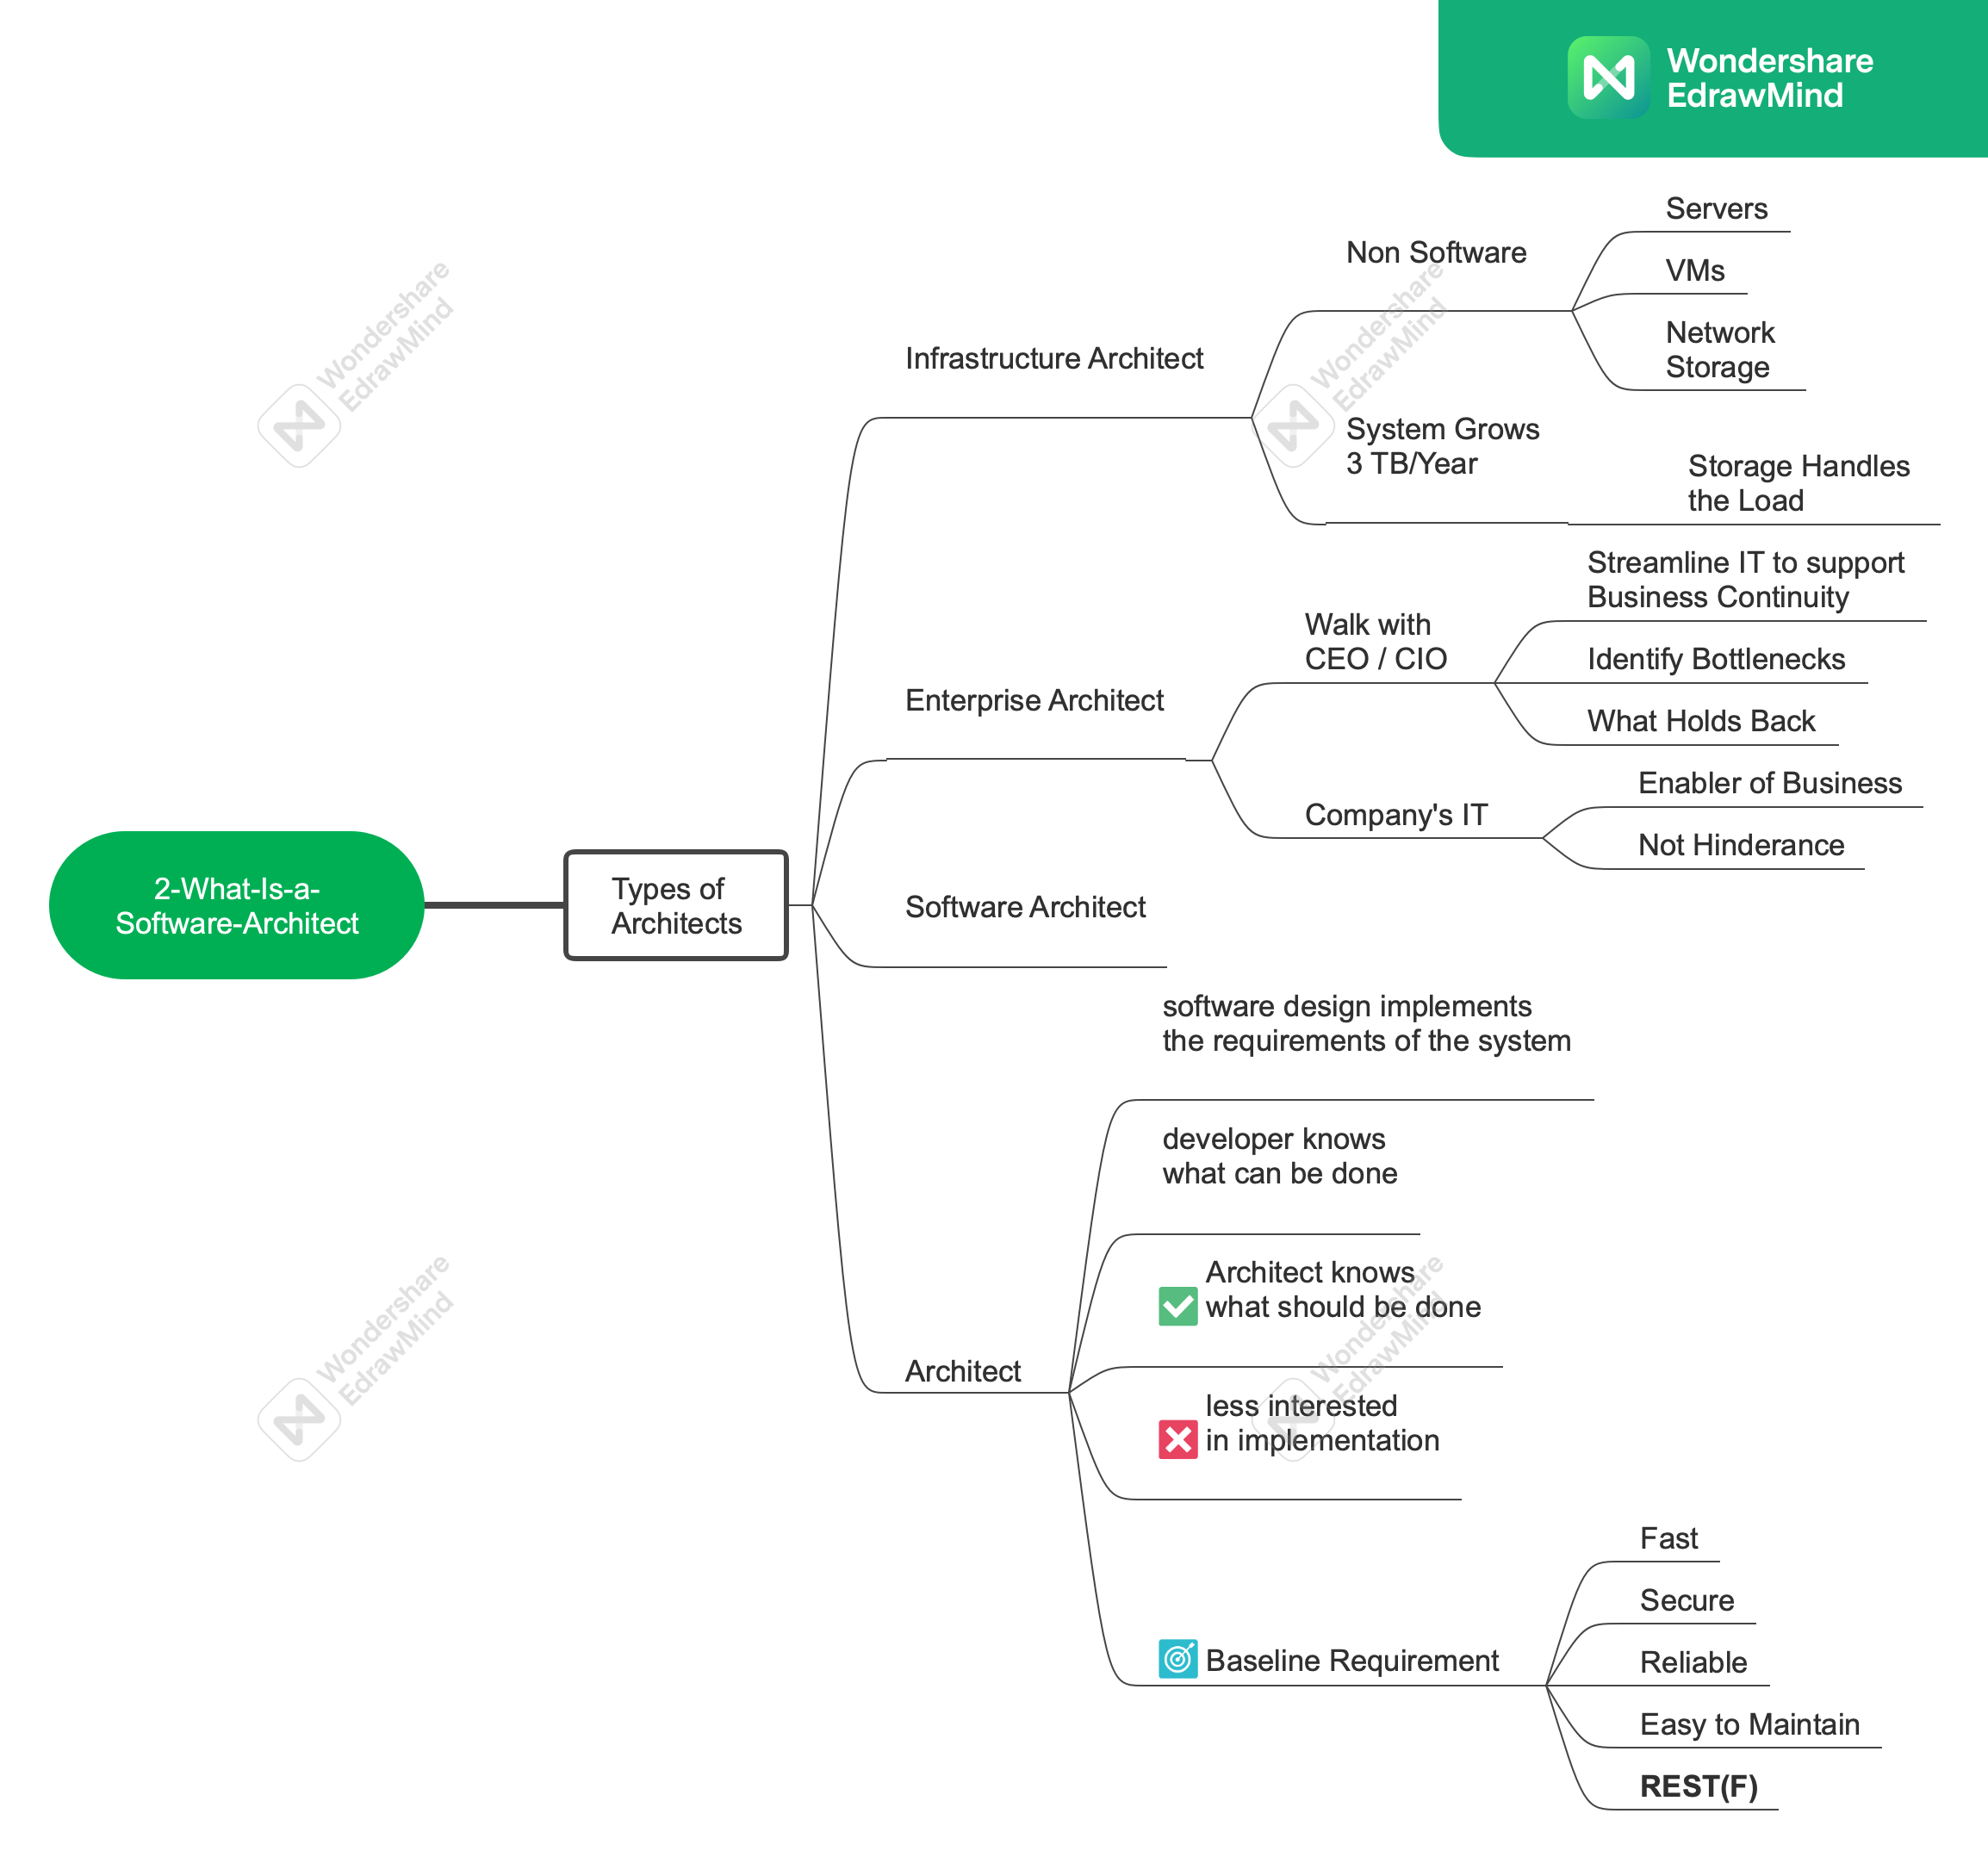 Wondershare
EdrawMind
Servers
Non Software
VMs
Network
Storage
Infrastructure Architect
System Grows
3 TB/Year
Storage Handles
the Load
Streamline IT to support
Business Continuity
Walk with
CEO / CIO
Identify Bottlenecks
What Holds Back
Enterprise Architect
Enabler of Business
Company's IT
Not Hinderance
2-What-Is-a-
Software-Architect
Types of
Architects
Software Architect
software design implements
the requirements of the system
developer knows
what can be done
Architect knows
what should be done
Architect
less interested
in implementation
Fast
Secure
Baseline Requirement
Reliable
Easy to Maintain
REST(F)
Wondershare
EdrawMind
Wondershare
EdrawMind
Wondershare
EdrawMind
Wondershare
EdrawMind